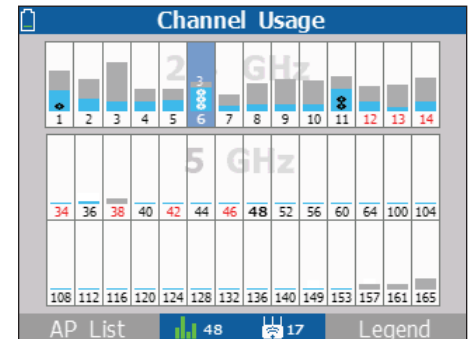 Channel Usage
2.4 GHz
3
1 2 3 4 5 6 7 8 9 10 11 12 13 14
5 GHz
34 36 38 40 42 44 46 48 52 56 60 64 100 104
108 112 116 120 124 128 132 136 140 149 153 157 161 165
AP List 48 17 Legend